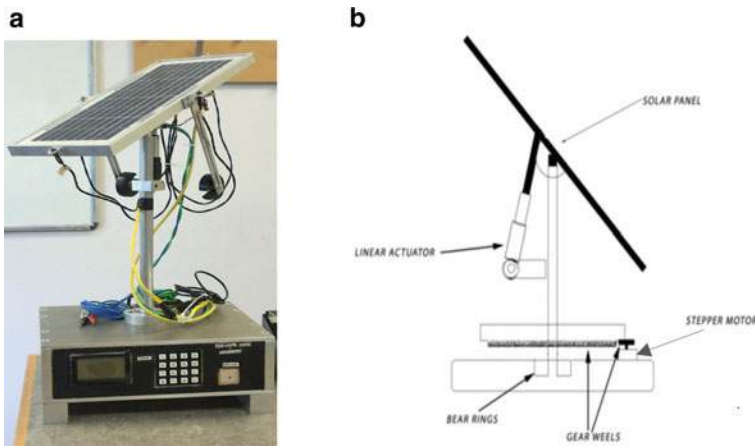 a
b
SOLAR PANEL
LINEAR ACTUATOR
STEPPER MOTOR
BEAR RINGS
GEAR WEELS